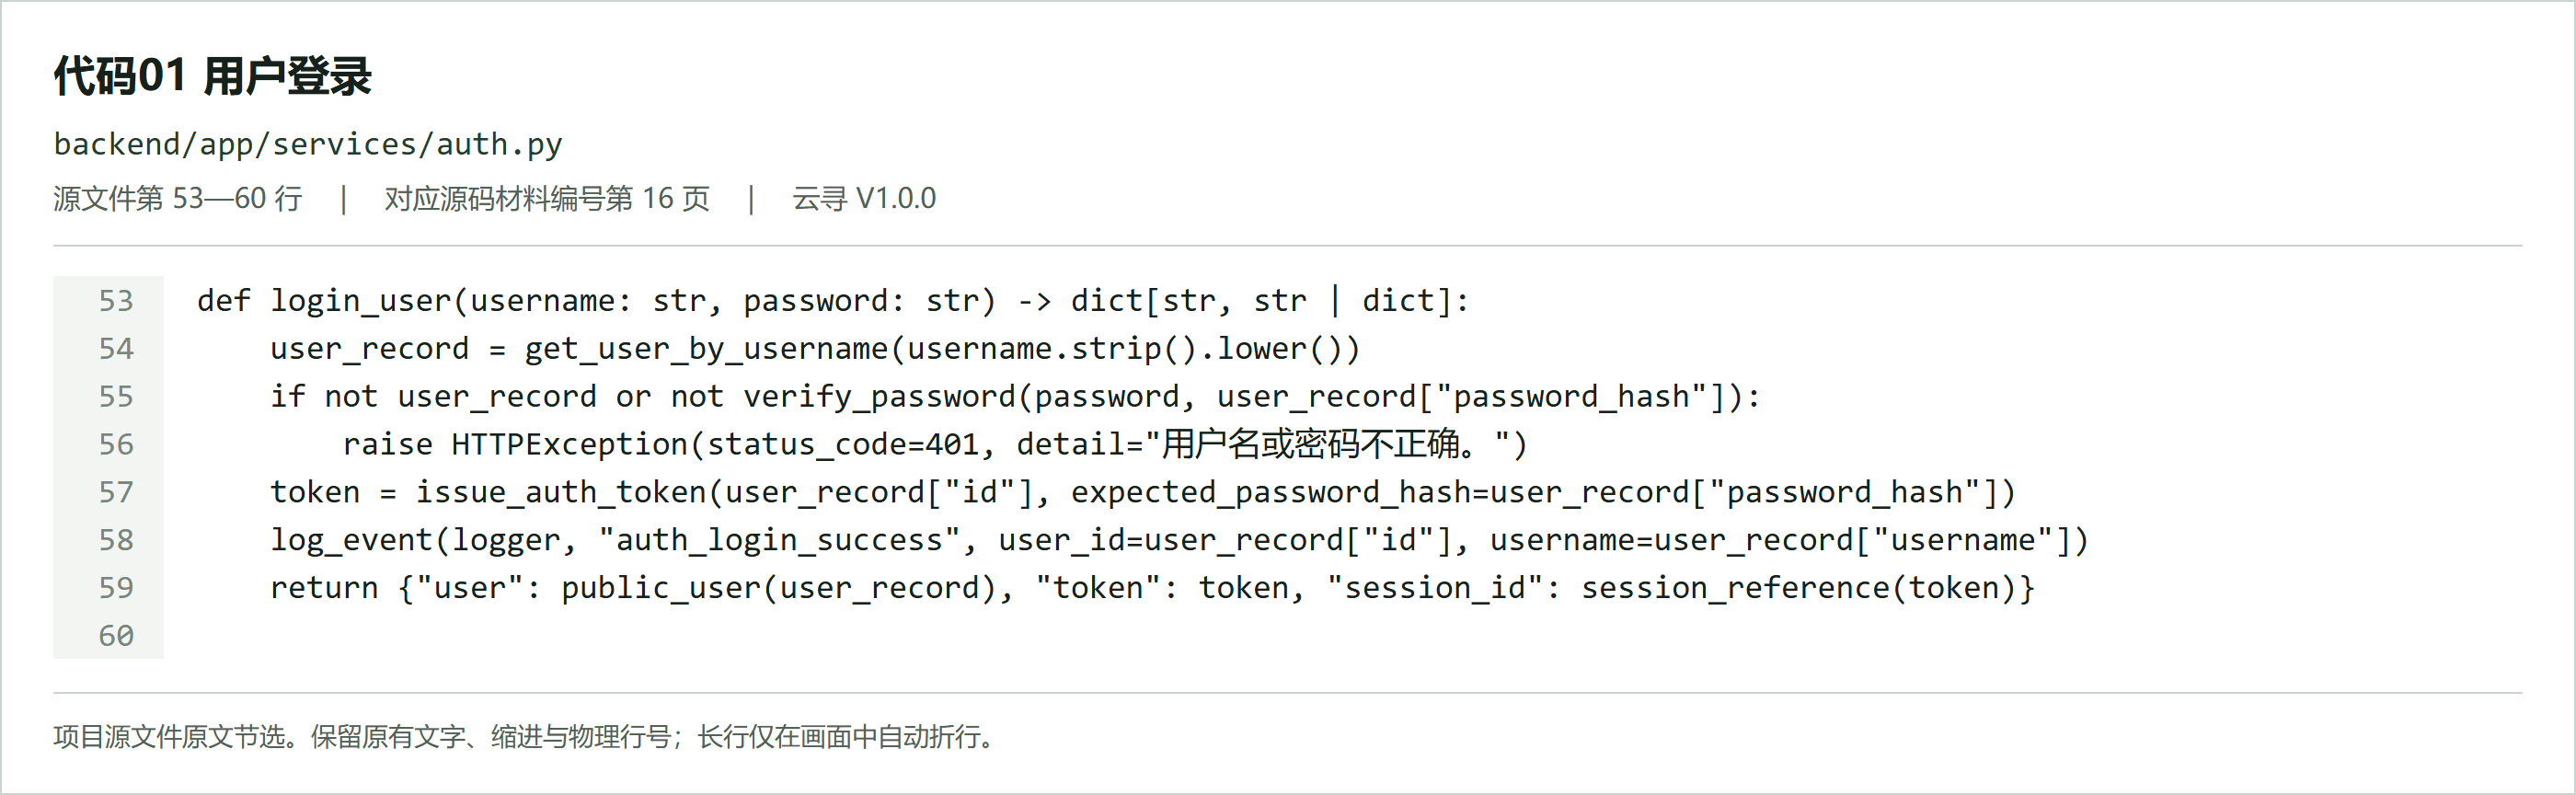 代码01 用户登录
backend/app/services/auth.py
源文件第 53—60 行 | 对应源码材料编号第 16 页 | 云寻 V1.0.0
53 def login_user(username: str, password: str) -> dict[str, str | dict]:
54     user_record = get_user_by_username(username.strip().lower())
55     if not user_record or not verify_password(password, user_record["password_hash"]):
56         raise HTTPException(status_code=401, detail="用户名或密码不正确。")
57     token = issue_auth_token(user_record["id"], expected_password_hash=user_record["password_hash"])
58     log_event(logger, "auth_login_success", user_id=user_record["id"], username=user_record["username"])
59     return {"user": public_user(user_record), "token": token, "session_id": session_reference(token)}
60
项目源文件原文节选。保留原有文字、缩进与物理行号；长行仅在画面中自动折行。